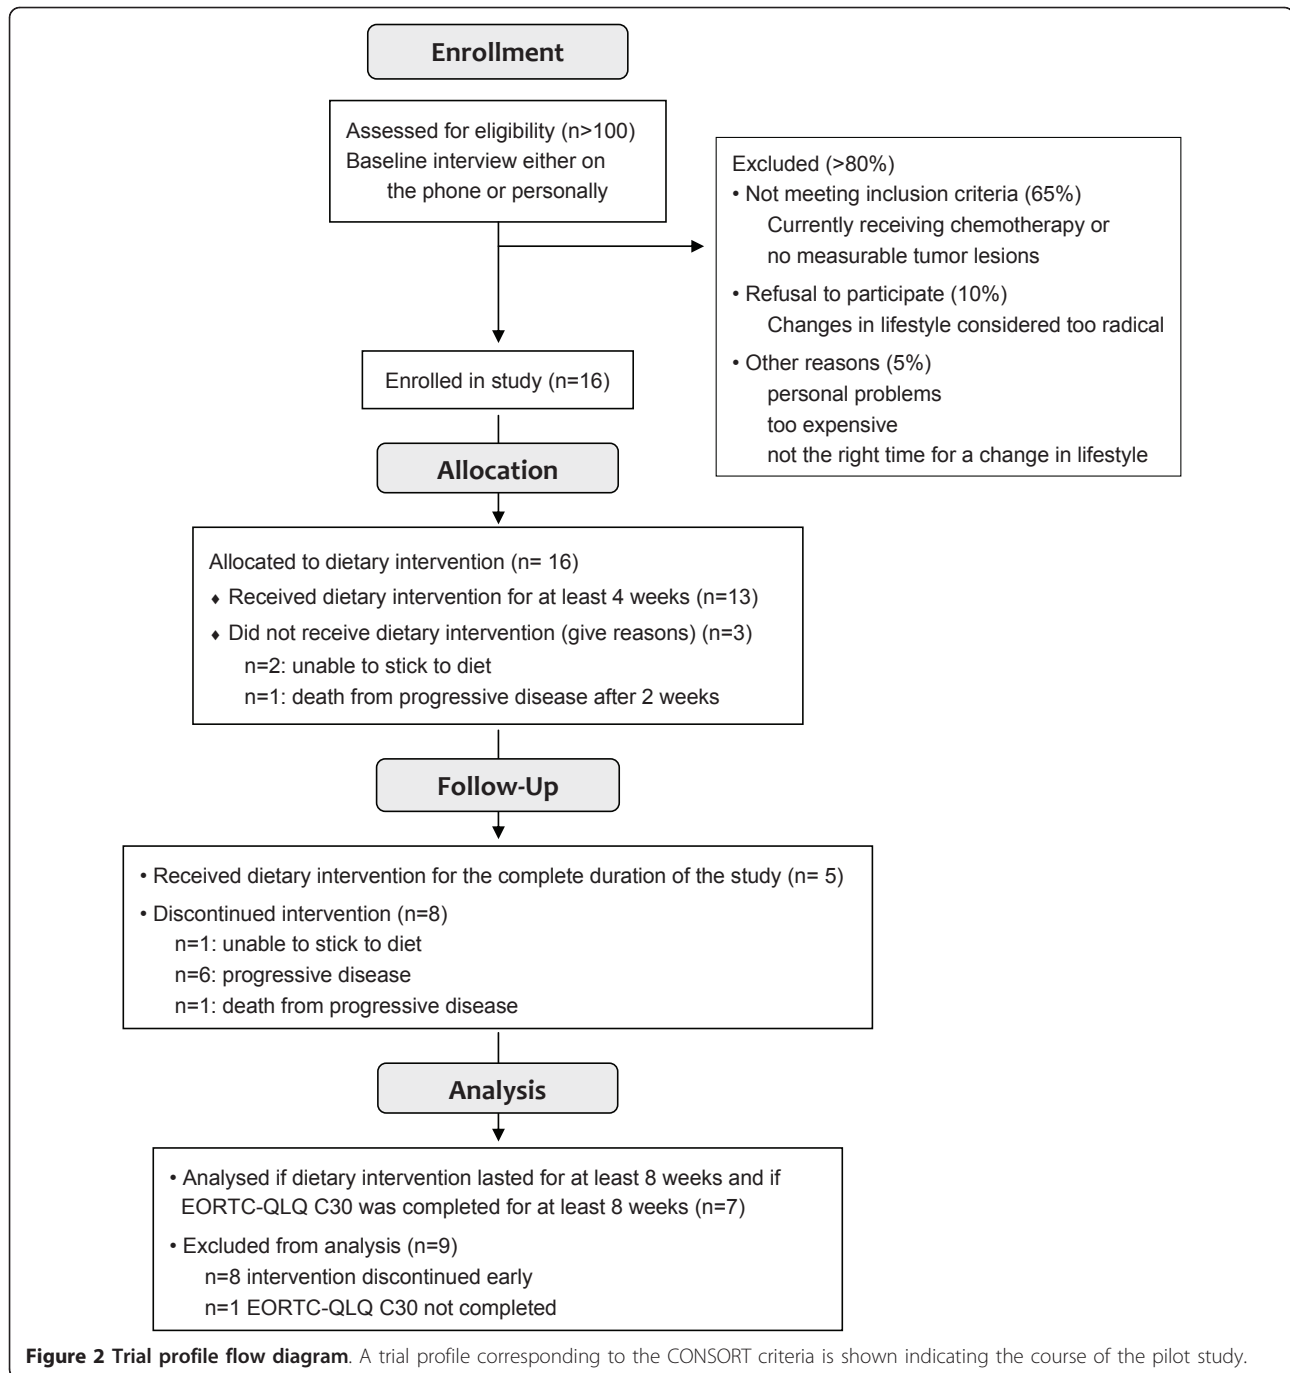 Enrollment
Assessed for eligibility (n>100)
Baseline interview either on
the phone or personally
Excluded (>80%)
• Not meeting inclusion criteria (65%)
Currently receiving chemotherapy or
no measurable tumor lesions
• Refusal to participate (10%)
Changes in lifestyle considered too radical
• Other reasons (5%)
personal problems
too expensive
not the right time for a change in lifestyle
Enrolled in study (n=16)
Allocation
Allocated to dietary intervention (n= 16)
♦ Received dietary intervention for at least 4 weeks (n=13)
♦ Did not receive dietary intervention (give reasons) (n=3)
n=2: unable to stick to diet
n=1: death from progressive disease after 2 weeks
Follow-Up
• Received dietary intervention for the complete duration of the study (n= 5)
• Discontinued intervention (n=8)
n=1: unable to stick to diet
n=6: progressive disease
n=1: death from progressive disease
Analysis
• Analysed if dietary intervention lasted for at least 8 weeks and if
EORTC-QLQ C30 was completed for at least 8 weeks (n=7)
• Excluded from analysis (n=9)
n=8 intervention discontinued early
n=1 EORTC-QLQ C30 not completed
Figure 2 Trial profile flow diagram. A trial profile corresponding to the CONSORT criteria is shown indicating the course of the pilot study.